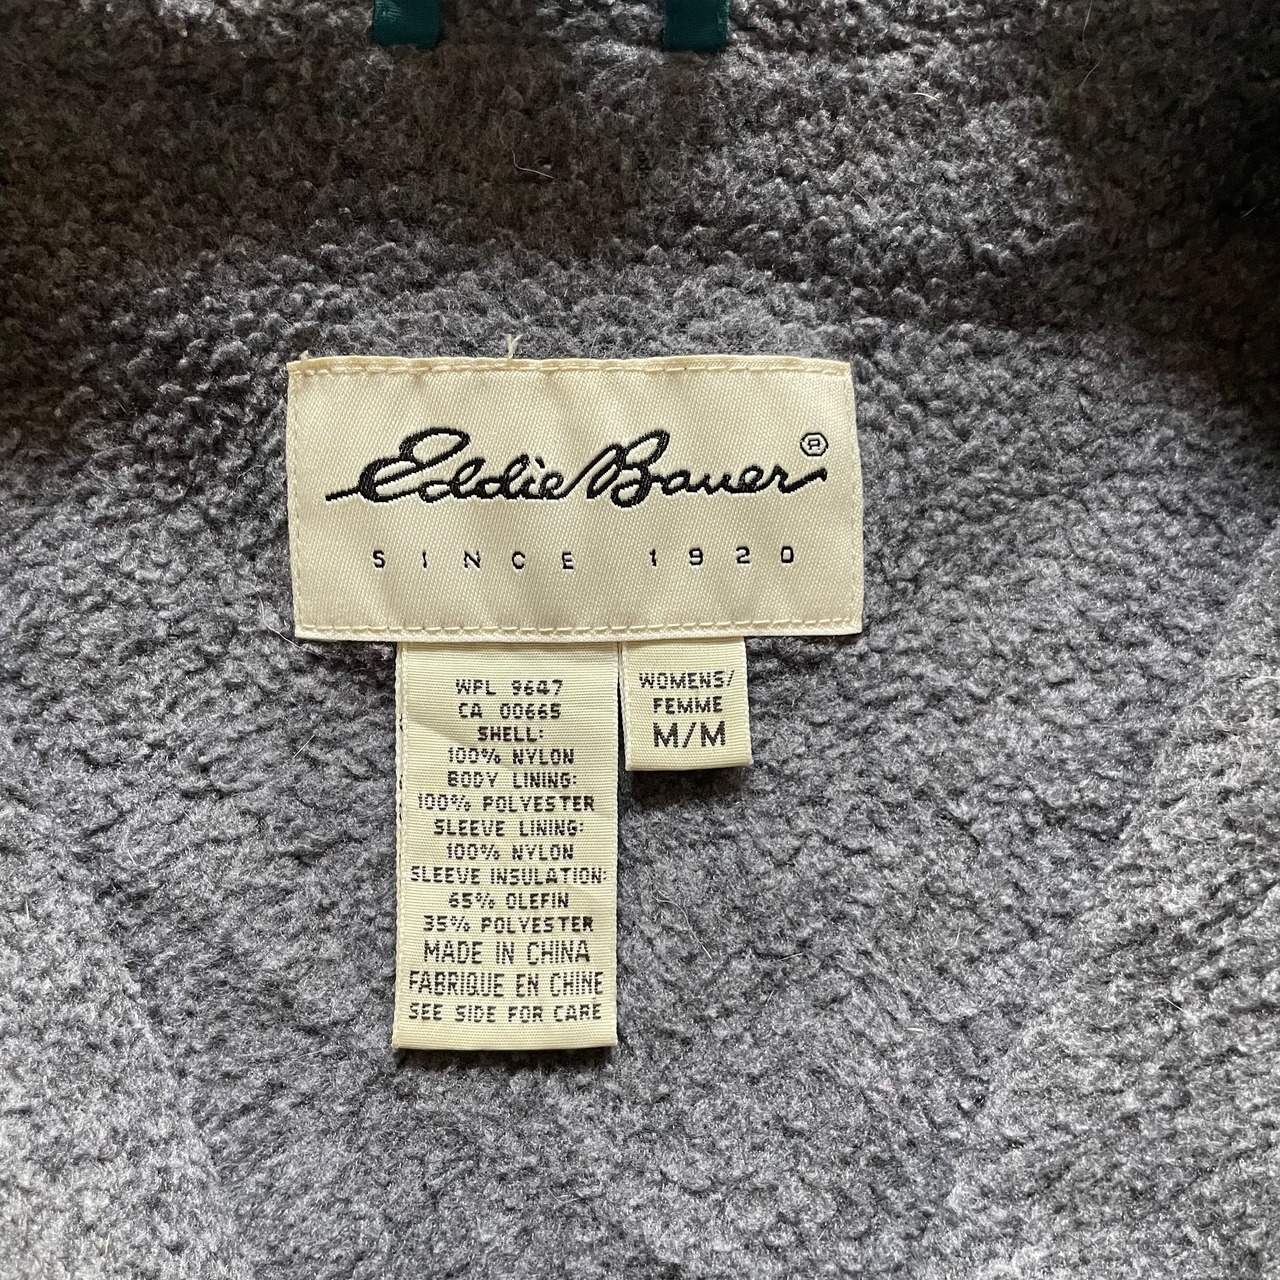 Eddie Bauer®
SINCE 1920
WPL 9647
CA 00665
SHELL:
100% NYLON
BODY LINING:
100% POLYESTER
SLEEVE LINING:
100% NYLON
SLEEVE INSULATION:
65% OLEFIN
35% POLYESTER
MADE IN CHINA
FABRIQUE EN CHINE
SEE SIDE FOR CARE
WOMENS/
FEMME
M/M